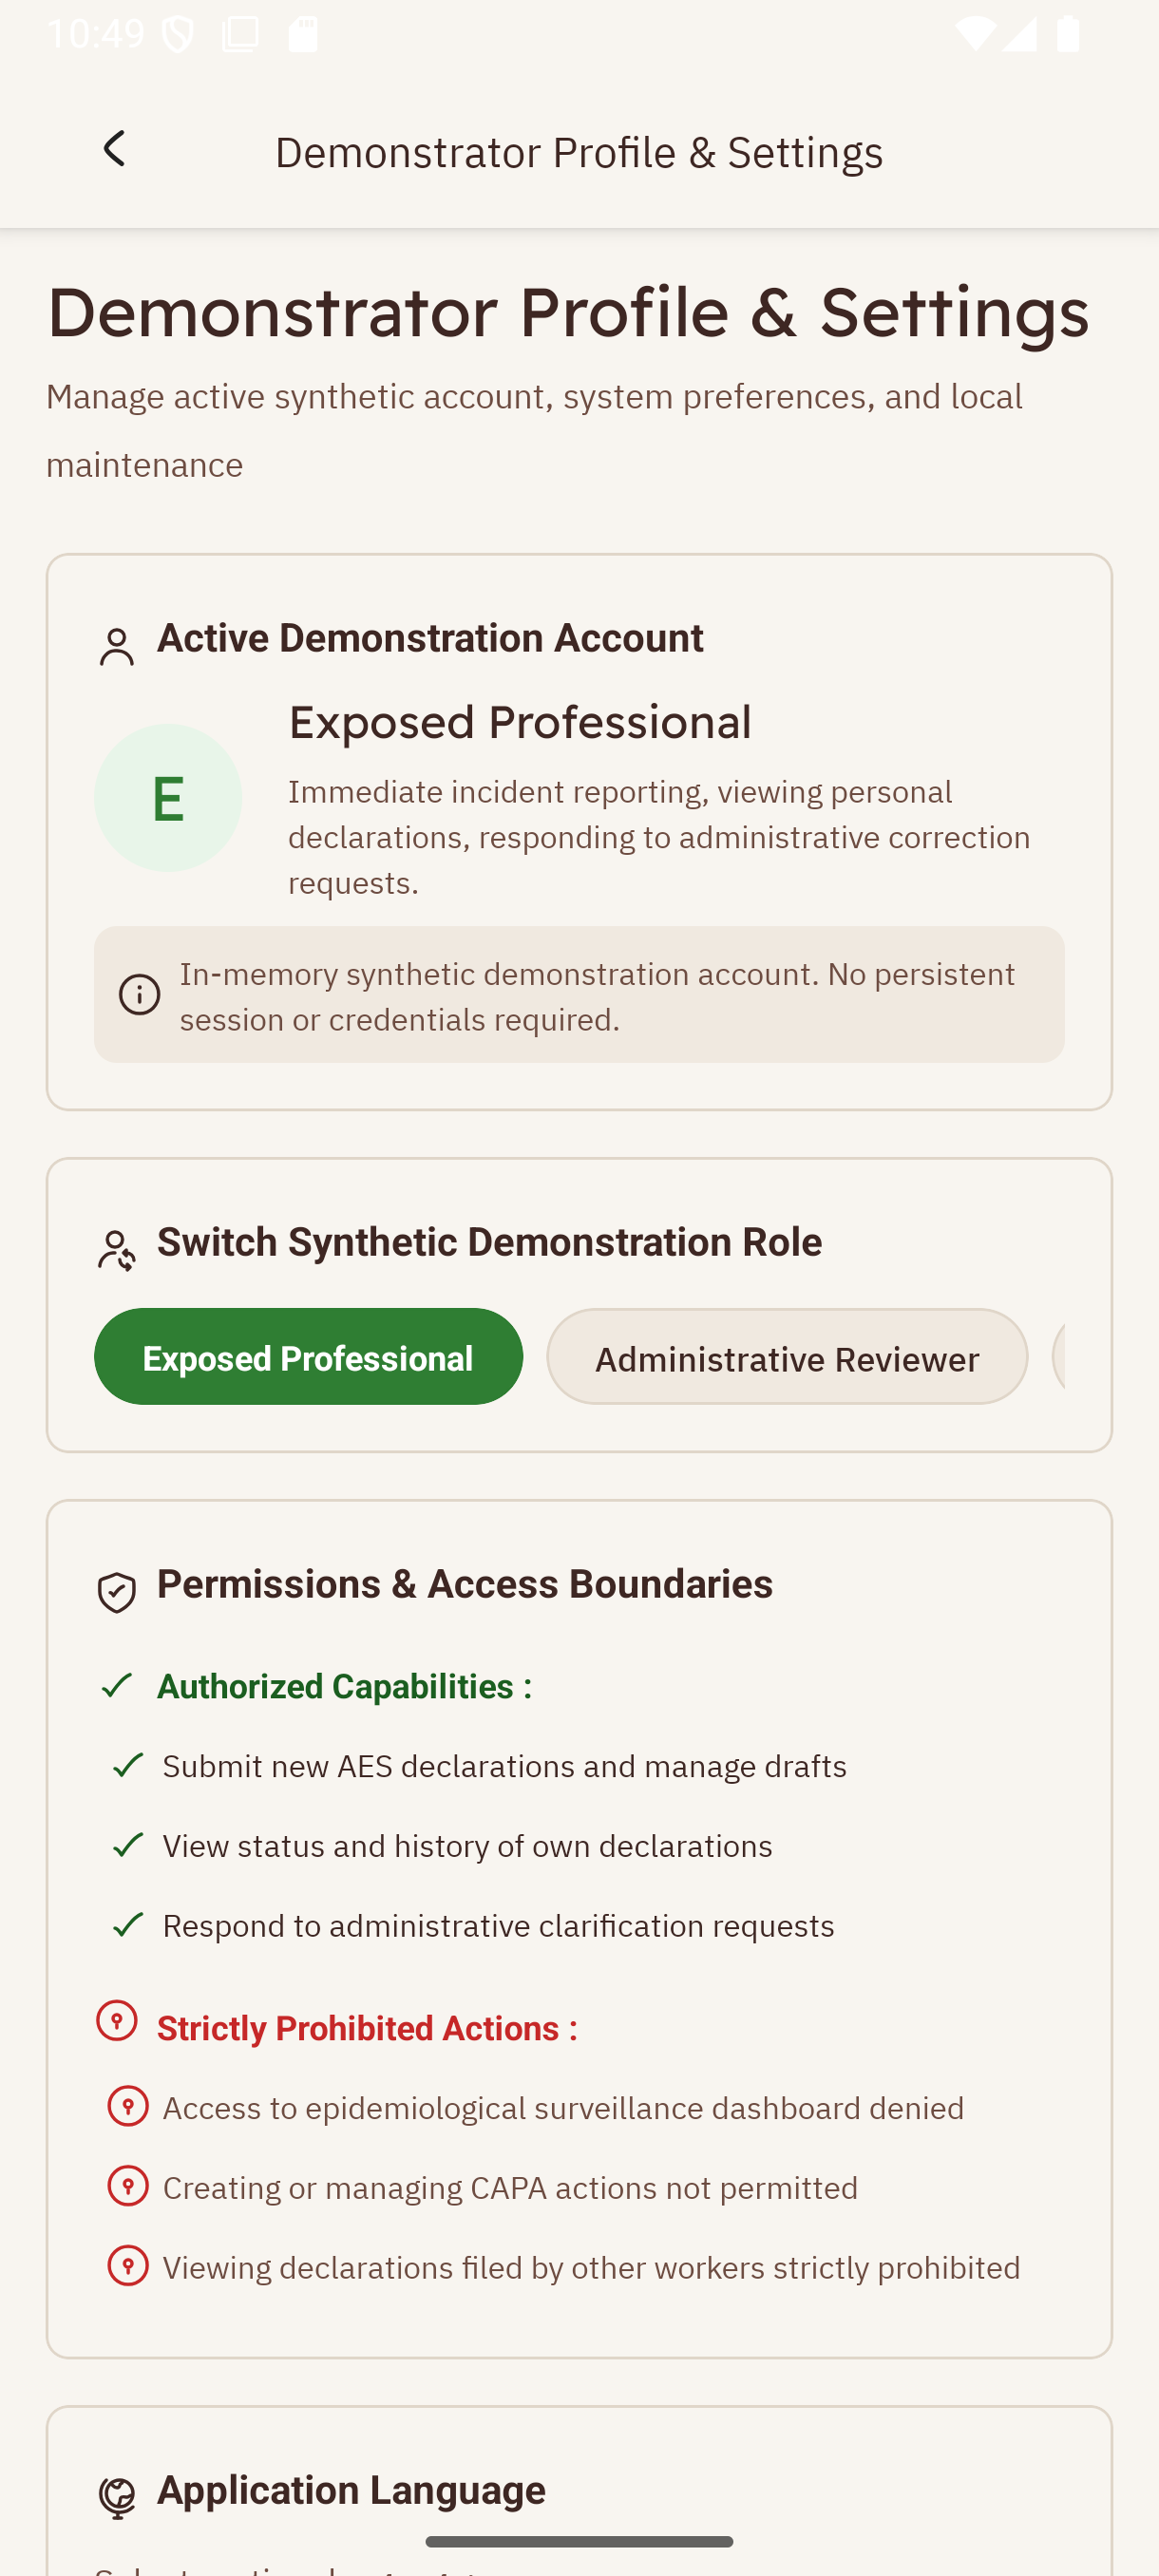 10:49
Demonstrator Profile & Settings
Demonstrator Profile & Settings
Manage active synthetic account, system preferences, and local
maintenance
Active Demonstration Account
E
Exposed Professional
Immediate incident reporting, viewing personal
declarations, responding to administrative correction
requests.
In-memory synthetic demonstration account. No persistent
session or credentials required.
Switch Synthetic Demonstration Role
Exposed Professional
Administrative Reviewer
Permissions & Access Boundaries
Authorized Capabilities :
Submit new AES declarations and manage drafts
View status and history of own declarations
Respond to administrative clarification requests
Strictly Prohibited Actions :
Access to epidemiological surveillance dashboard denied
Creating or managing CAPA actions not permitted
Viewing declarations filed by other workers strictly prohibited
Application Language